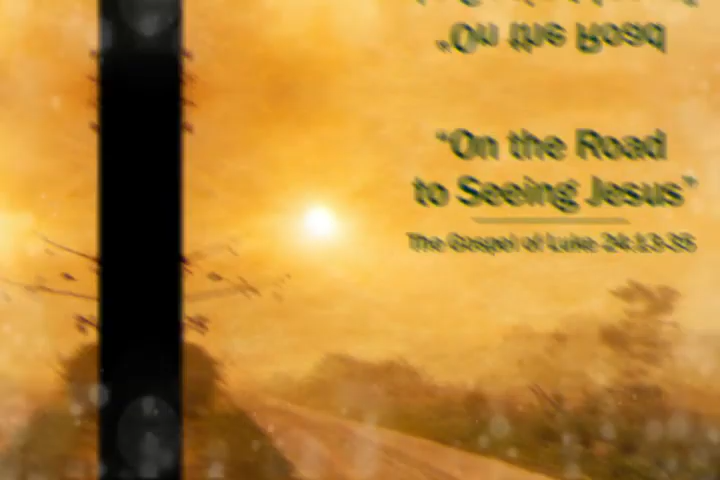 "On the Road
"On the Road
to Seeing Jesus"
The Gospel of Luke 24:13-35